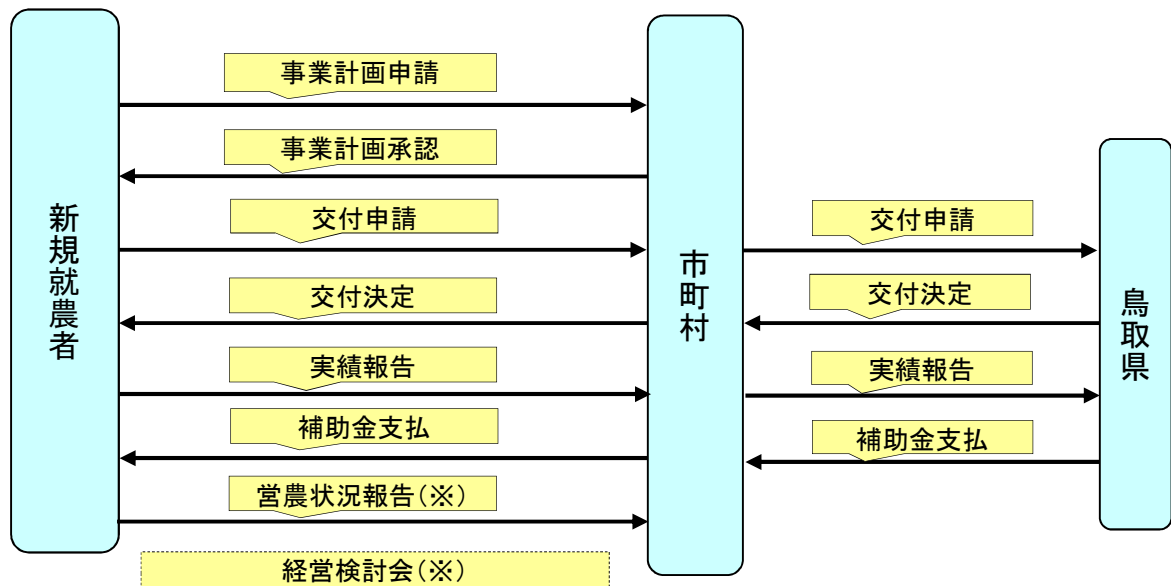 新規就農者
事業計画申請
事業計画承認
交付申請
交付決定
実績報告
補助金支払
営農状況報告(※)
経営検討会(※)
市町村
交付申請
交付決定
実績報告
補助金支払
鳥取県